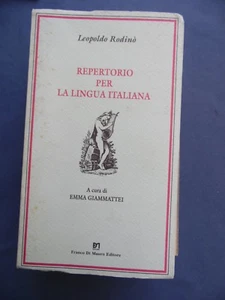 Leopoldo Rodinò
REPERTORIO
PER
LA LINGUA ITALIANA
A cura di
EMMA GIAMMATTEI
Franco Di Mauro Editore